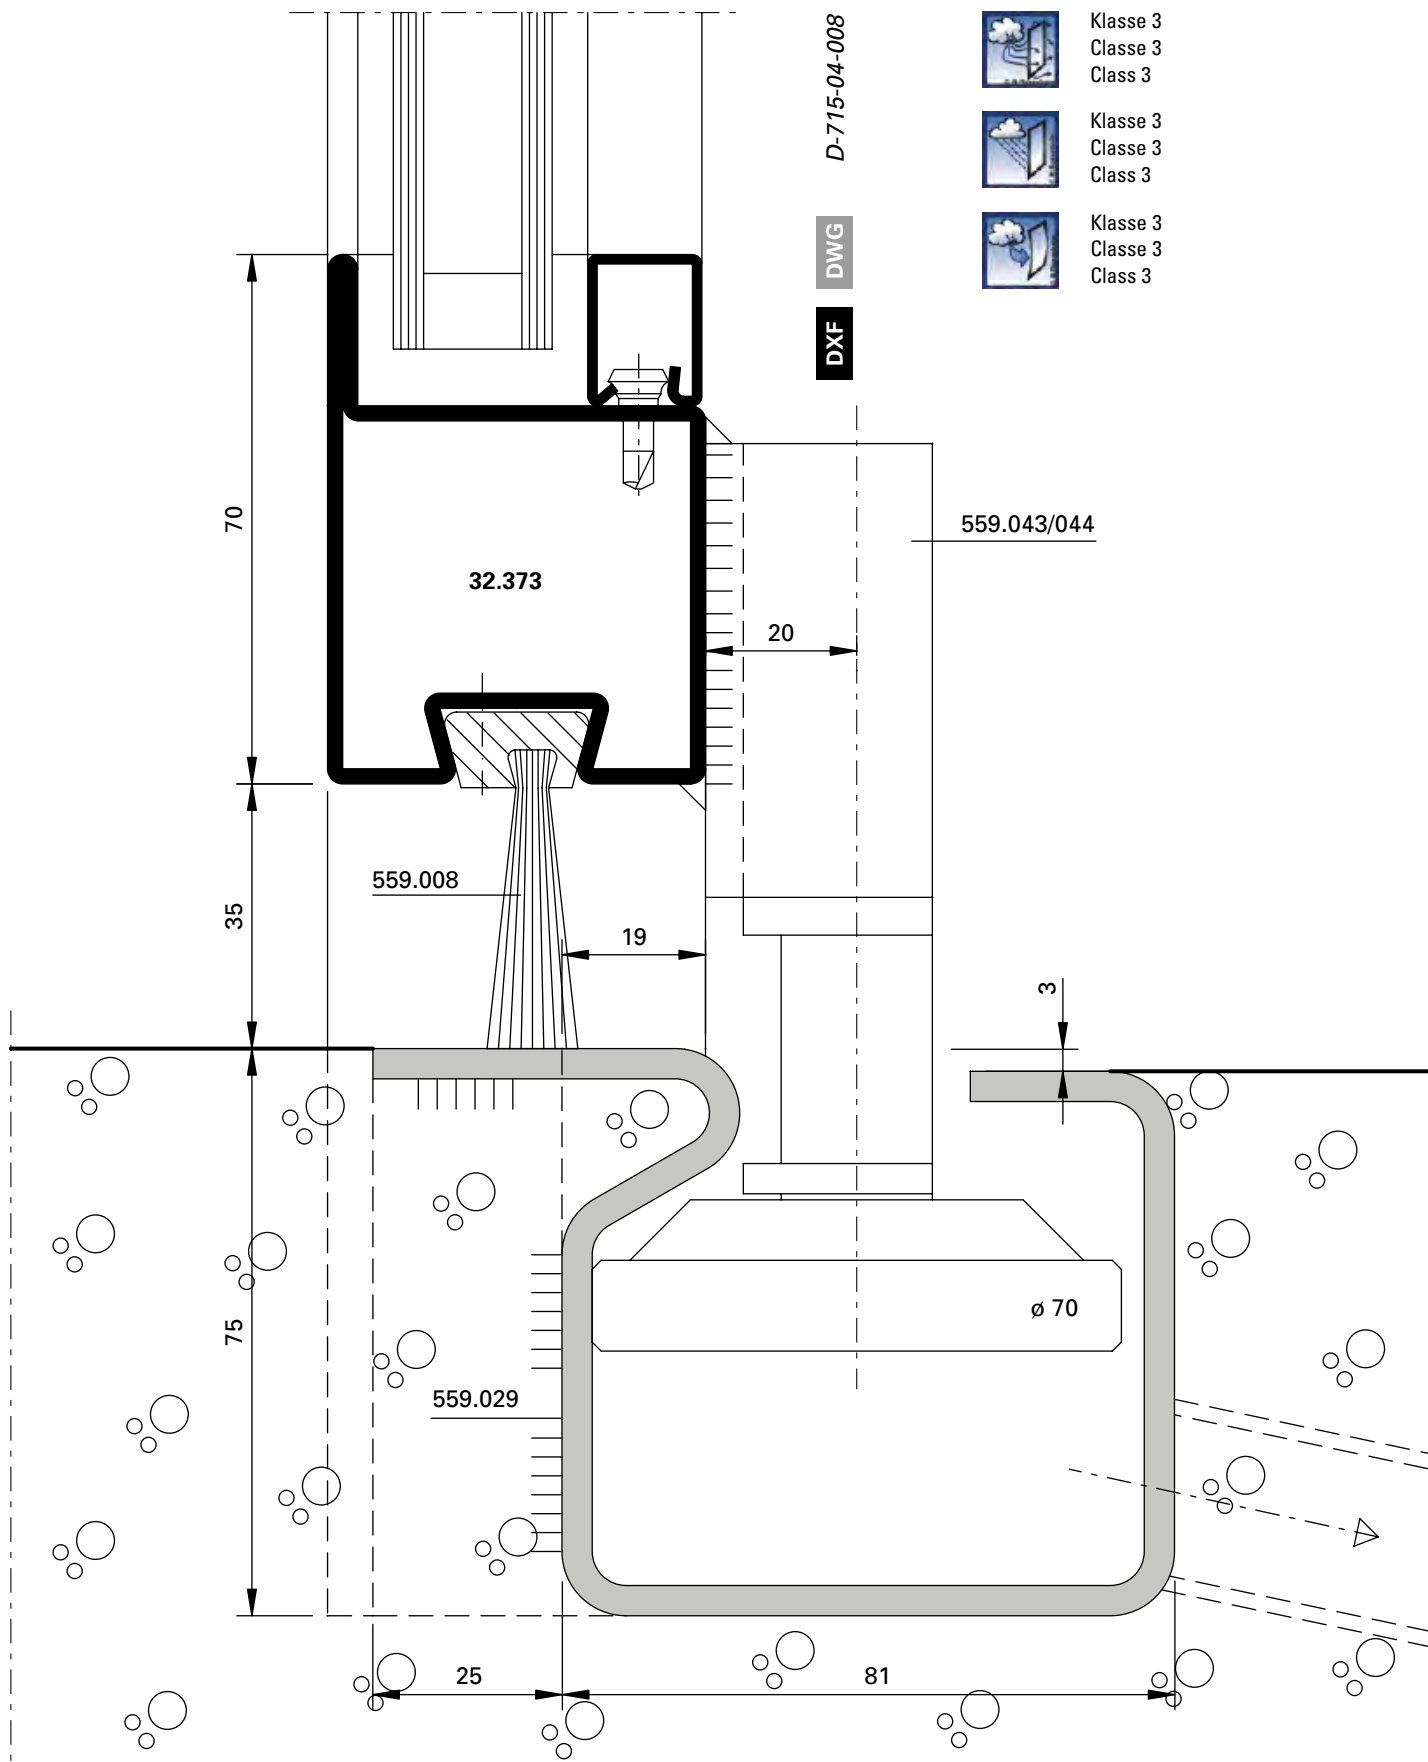 D-715-04-008
DWG
DXF
Klasse 3
Classe 3
Class 3
Klasse 3
Classe 3
Class 3
Klasse 3
Classe 3
Class 3
70
32.373
559.043/044
20
559.008
35
19
3
75
ø 70
559.029
25
81